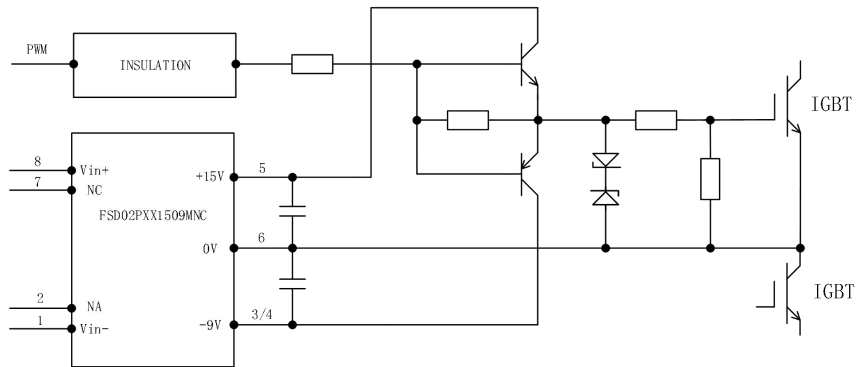 PWM
INSULATION
IGBT
8
Vin+
7
NC
+15V
5
FSD02PXX1509MNC
0V
6
2
NA
1
Vin-
-9V
3/4
IGBT